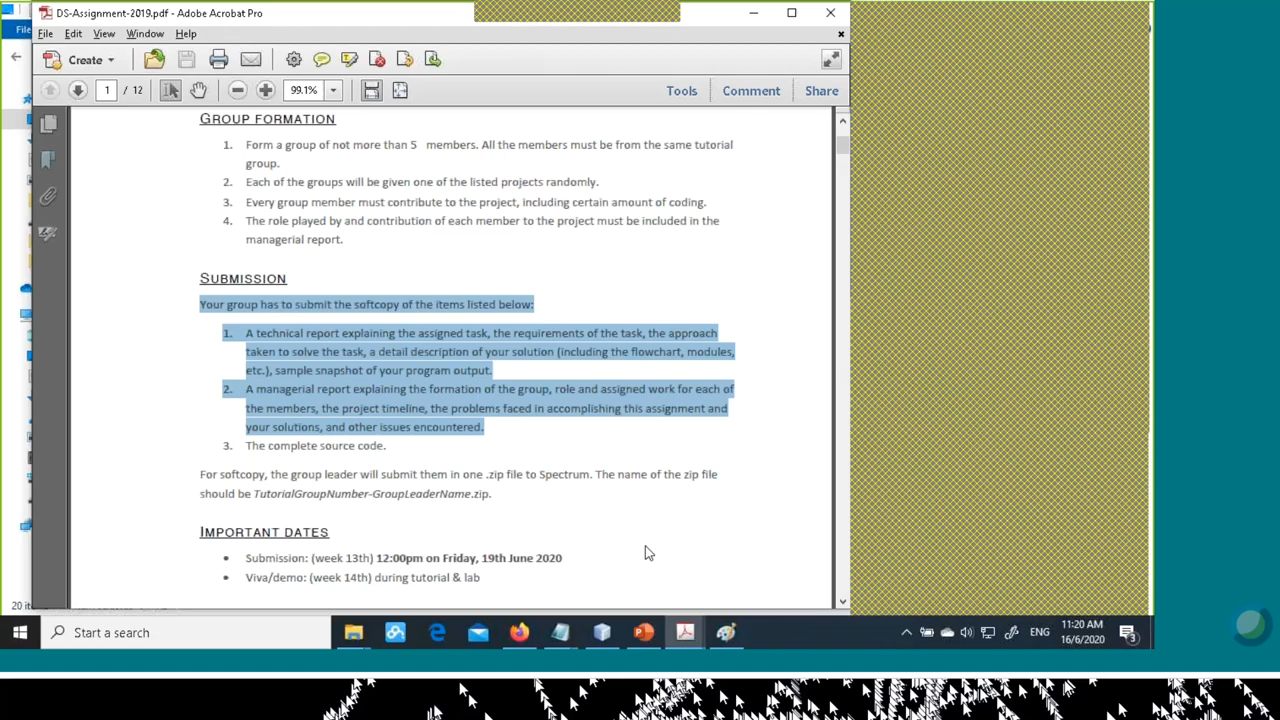 DS-Assignment-2019.pdf - Adobe Acrobat Pro
File
File Edit View Window Help
Create
1 / 12
99.1%
Tools Comment Share
GROUP FORMATION
1. Form a group of not more than 5 members. All the members must be from the same tutorial
group.
2. Each of the groups will be given one of the listed projects randomly.
3. Every group member must contribute to the project, including certain amount of coding.
4. The role played by and contribution of each member to the project must be included in the
managerial report.
SUBMISSION
Your group has to submit the softcopy of the items listed below:
1. A technical report explaining the assigned task, the requirements of the task, the approach
taken to solve the task, a detail description of your solution (including the flowchart, modules,
etc.), sample snapshot of your program output.
2. A managerial report explaining the formation of the group, role and assigned work for each of
the members, the project timeline, the problems faced in accomplishing this assignment and
your solutions, and other issues encountered.
3. The complete source code.
For softcopy, the group leader will submit them in one .zip file to Spectrum. The name of the zip file
should be TutorialGroupNumber-GroupLeaderName.zip.
IMPORTANT DATES
• Submission: (week 13th) 12:00pm on Friday, 19th June 2020
• Viva/demo: (week 14th) during tutorial & lab
20 ite
Start a search
ENG
11:20 AM
16/6/2020
3